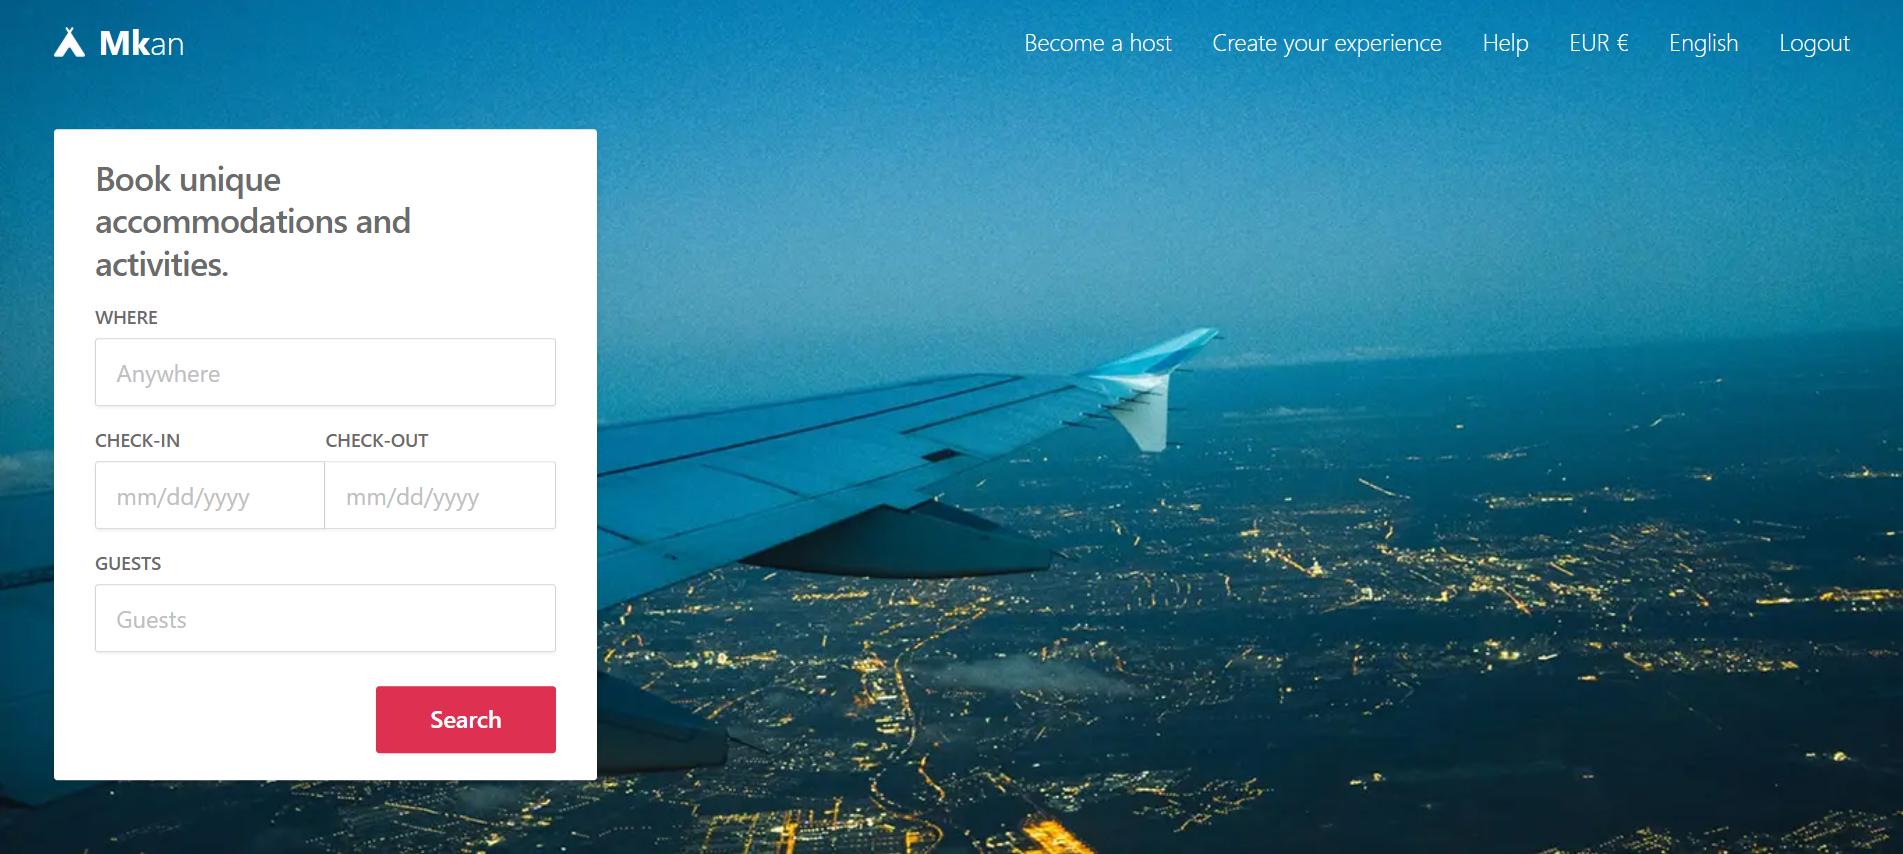 Mkan
Become a host
Create your experience
Help
EUR €
English
Logout
Book unique
accommodations and
activities.
WHERE
Anywhere
CHECK-IN
CHECK-OUT
mm/dd/yyyy
mm/dd/yyyy
GUESTS
Guests
Search